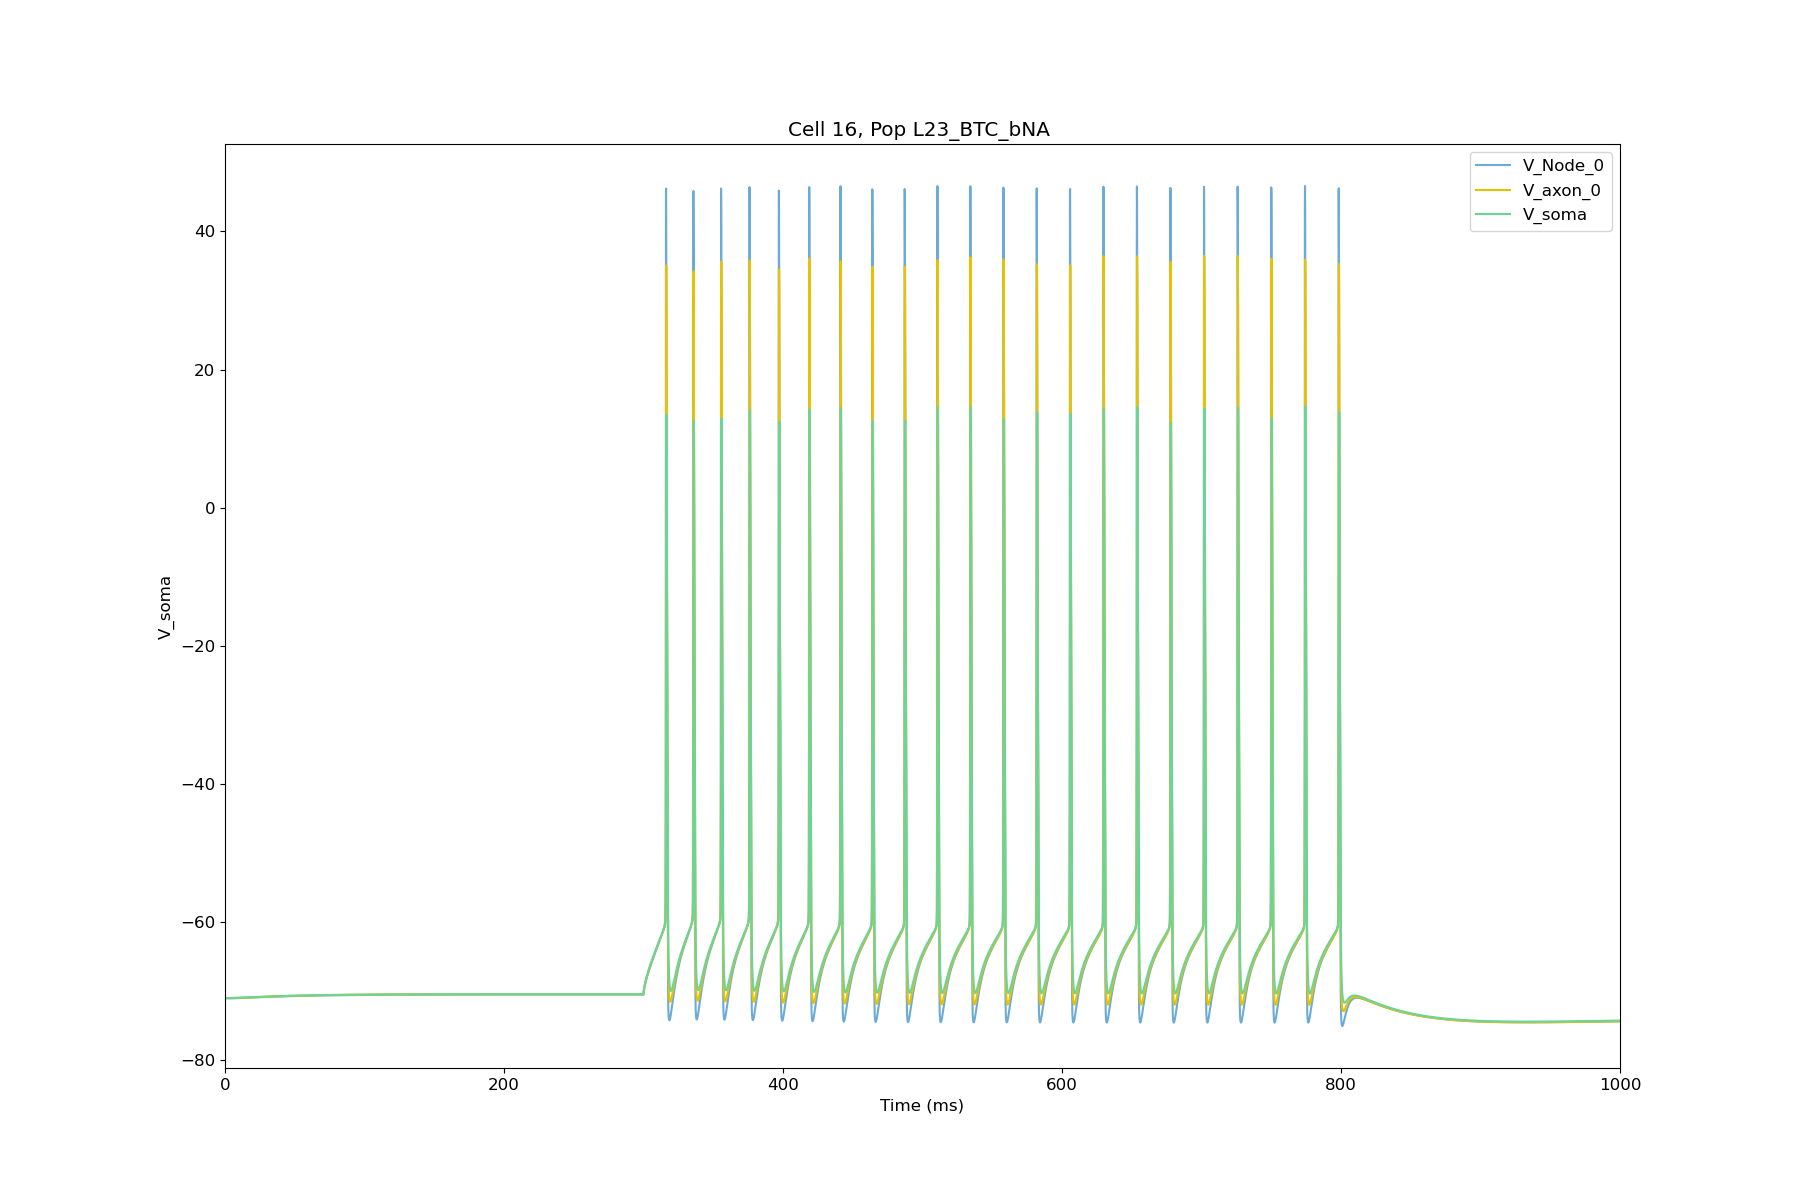 Cell 16, Pop L23_BTC_bNA
V_Node_0
V_axon_0
V_soma
40
20
0
−20
−40
−60
−80
V_soma
0 200 400 600 800 1000
Time (ms)